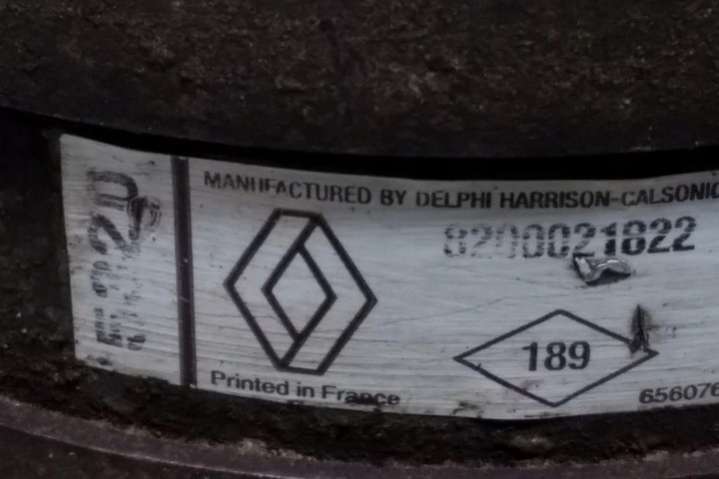 MANUFACTURED BY DELPHI HARRISON-CALSONIC
8200021822
189
Printed in France
656076